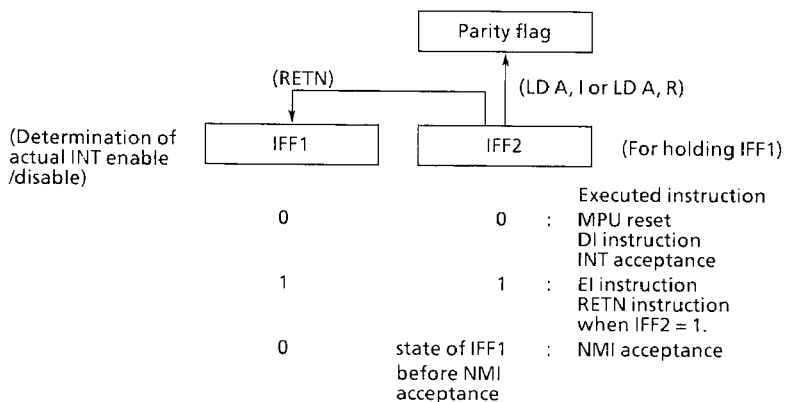 Parity flag
(RETN)
(LD A, I or LD A, R)
(Determination of
actual INT enable
/disable)
IFF1
IFF2
(For holding IFF1)
Executed instruction
0 0 : MPU reset
DI instruction
INT acceptance
1 1 : EI instruction
RETN instruction
when IFF2 = 1.
0 state of IFF1 : NMI acceptance
before NMI
acceptance